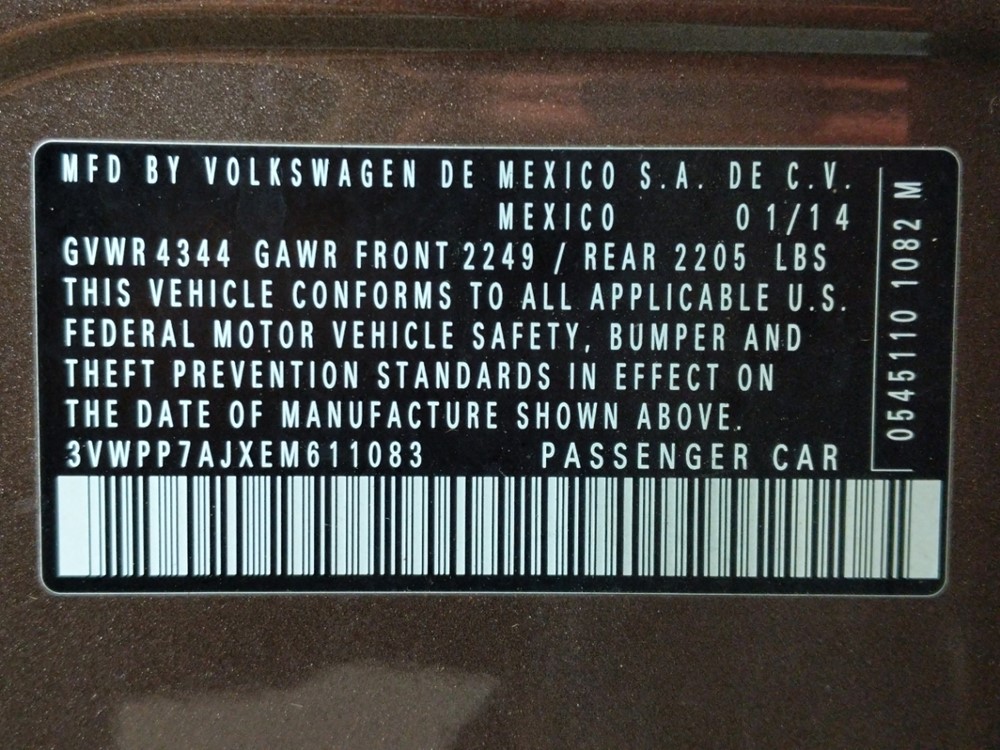 MFD BY VOLKSWAGEN DE MEXICO S.A. DE C.V.
MEXICO 01/14
GVWR 4344 GAWR FRONT 2249 / REAR 2205 LBS
THIS VEHICLE CONFORMS TO ALL APPLICABLE U.S.
FEDERAL MOTOR VEHICLE SAFETY, BUMPER AND
THEFT PREVENTION STANDARDS IN EFFECT ON
THE DATE OF MANUFACTURE SHOWN ABOVE.
3VWPP7AJXEM611083 PASSENGER CAR
0545110 1082 M